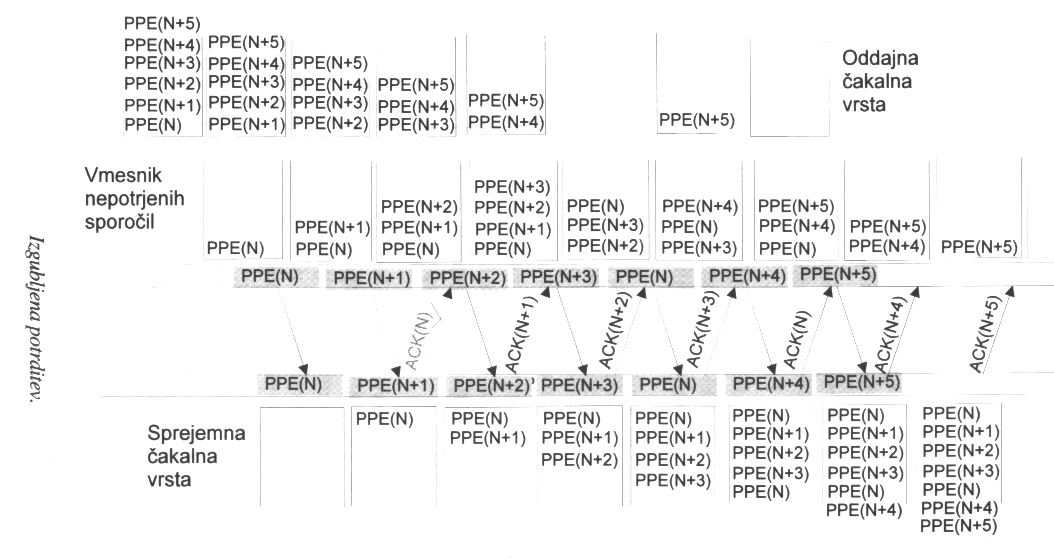 PPE(N+5)
PPE(N+4) PPE(N+5)
PPE(N+3) PPE(N+4) PPE(N+5)
PPE(N+2) PPE(N+3) PPE(N+4) PPE(N+5)
PPE(N+1) PPE(N+2) PPE(N+3) PPE(N+4) PPE(N+5)
PPE(N) PPE(N+1) PPE(N+2) PPE(N+3) PPE(N+4) PPE(N+5)
Oddajna
čakalna
vrsta
Vmesnik
nepotrjenih
sporočil
PPE(N+3)
PPE(N+2) PPE(N+2) PPE(N) PPE(N+4) PPE(N+5)
PPE(N+1) PPE(N+1) PPE(N+1) PPE(N+3) PPE(N) PPE(N+4) PPE(N+5)
PPE(N) PPE(N) PPE(N) PPE(N) PPE(N+2) PPE(N+3) PPE(N) PPE(N+4) PPE(N+5)
PPE(N) PPE(N+1) PPE(N+2) PPE(N+3) PPE(N) PPE(N+4) PPE(N+5)
ACK(N) ACK(N+1) ACK(N+2) ACK(N+3) ACK(N) ACK(N+4) ACK(N+5)
PPE(N) PPE(N+1) PPE(N+2) PPE(N+3) PPE(N) PPE(N+4) PPE(N+5)
Sprejemna
čakalna
vrsta
PPE(N) PPE(N) PPE(N) PPE(N) PPE(N) PPE(N) PPE(N)
PPE(N+1) PPE(N+1) PPE(N+1) PPE(N+1) PPE(N+1) PPE(N+1)
PPE(N+2) PPE(N+2) PPE(N+2) PPE(N+2) PPE(N+2)
PPE(N+3) PPE(N+3) PPE(N+3) PPE(N+3)
PPE(N) PPE(N) PPE(N)
PPE(N+4) PPE(N+4)
PPE(N+5)
Izgubljena potrditev.